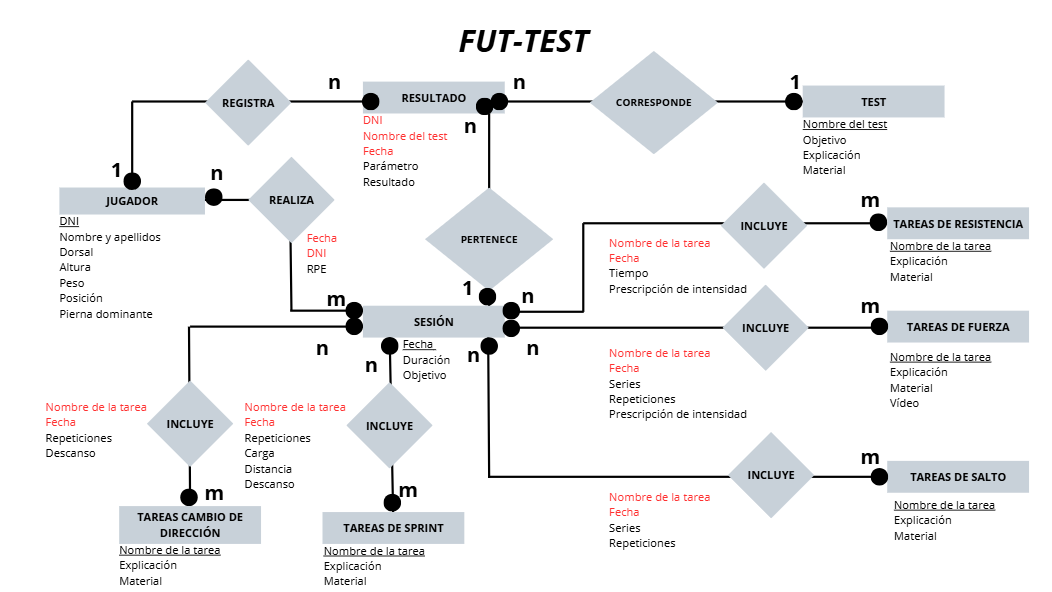 FUT-TEST
REGISTRA
n
RESULTADO
DNI
Nombre del test
Fecha
Parámetro
Resultado
n
n
CORRESPONDE
1
TEST
Nombre del test
Objetivo
Explicación
Material
1
JUGADOR
DNI
Nombre y apellidos
Dorsal
Altura
Peso
Posición
Pierna dominante
n
REALIZA
Fecha
DNI
RPE
m
PERTENECE
1
SESIÓN
Fecha
Duración
Objetivo
n
INCLUYE
Nombre de la tarea
Fecha
Tiempo
Prescripción de intensidad
m
TAREAS DE RESISTENCIA
Nombre de la tarea
Explicación
Material
n
INCLUYE
Nombre de la tarea
Fecha
Series
Repeticiones
Prescripción de intensidad
m
TAREAS DE FUERZA
Nombre de la tarea
Explicación
Material
Vídeo
n
INCLUYE
Nombre de la tarea
Fecha
Series
Repeticiones
m
TAREAS DE SALTO
Nombre de la tarea
Explicación
Material
n
INCLUYE
Nombre de la tarea
Fecha
Repeticiones
Descanso
m
TAREAS CAMBIO DE
DIRECCIÓN
Nombre de la tarea
Explicación
Material
n
INCLUYE
Nombre de la tarea
Fecha
Repeticiones
Carga
Distancia
Descanso
m
TAREAS DE SPRINT
Nombre de la tarea
Explicación
Material